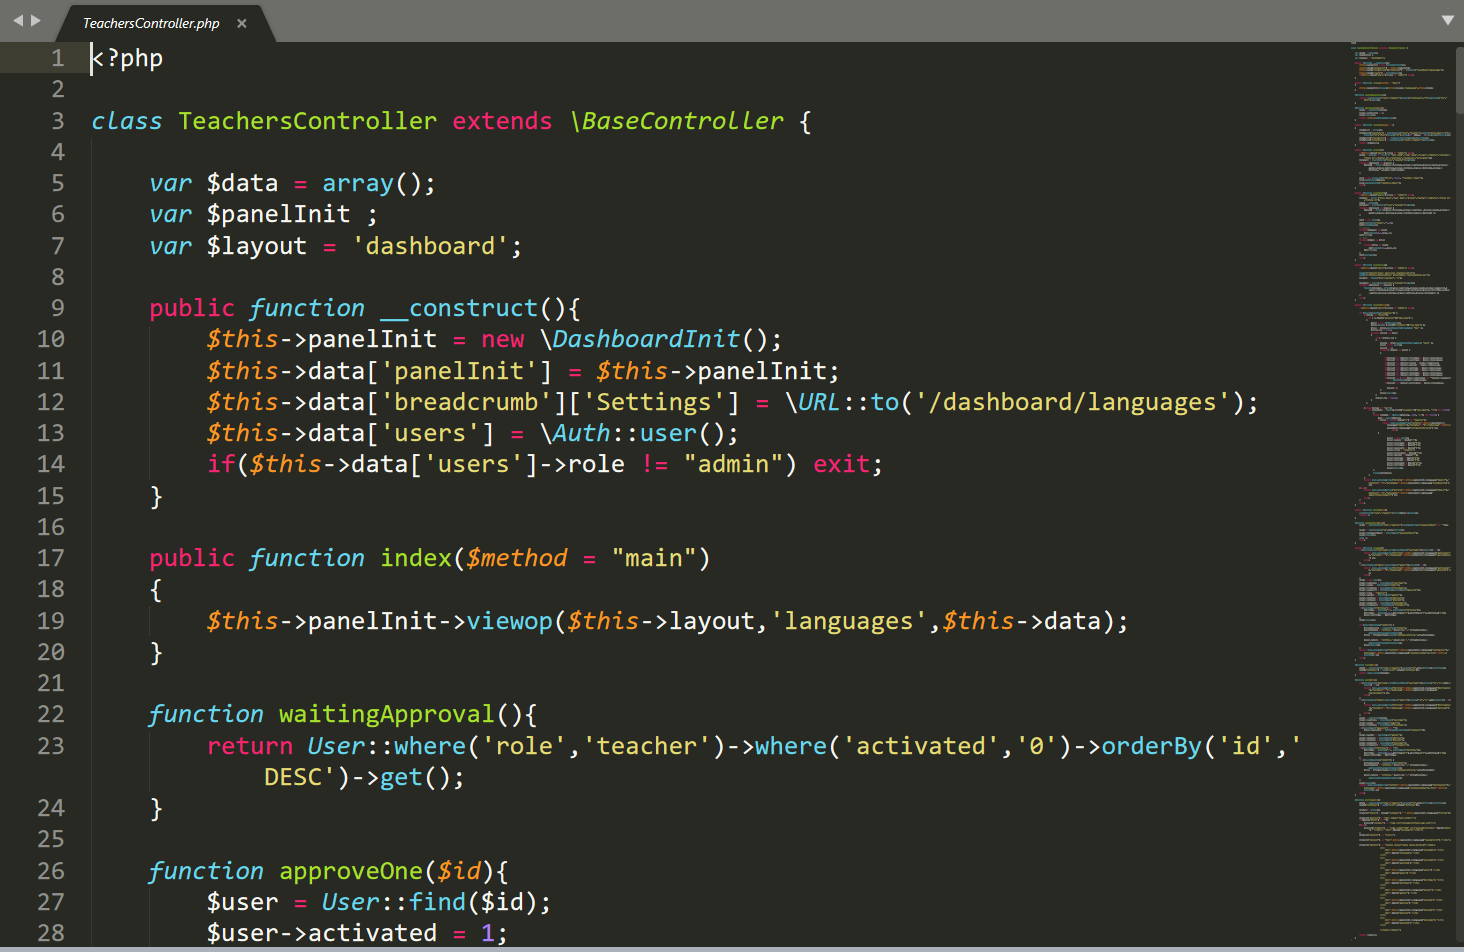 TeachersController.php ×
1 <?php
2
3 class TeachersController extends \BaseController {
4
5 var $data = array();
6 var $panelInit ;
7 var $layout = 'dashboard';
8
9 public function __construct(){
10 $this->panelInit = new \DashboardInit();
11 $this->data['panelInit'] = $this->panelInit;
12 $this->data['breadcrumb']['Settings'] = \URL::to('/dashboard/languages');
13 $this->data['users'] = \Auth::user();
14 if($this->data['users']->role != "admin") exit;
15 }
16
17 public function index($method = "main")
18 {
19 $this->panelInit->viewop($this->layout,'languages',$this->data);
20 }
21
22 function waitingApproval(){
23 return User::where('role','teacher')->where('activated','0')->orderBy('id','
DESC')->get();
24 }
25
26 function approveOne($id){
27 $user = User::find($id);
28 $user->activated = 1;